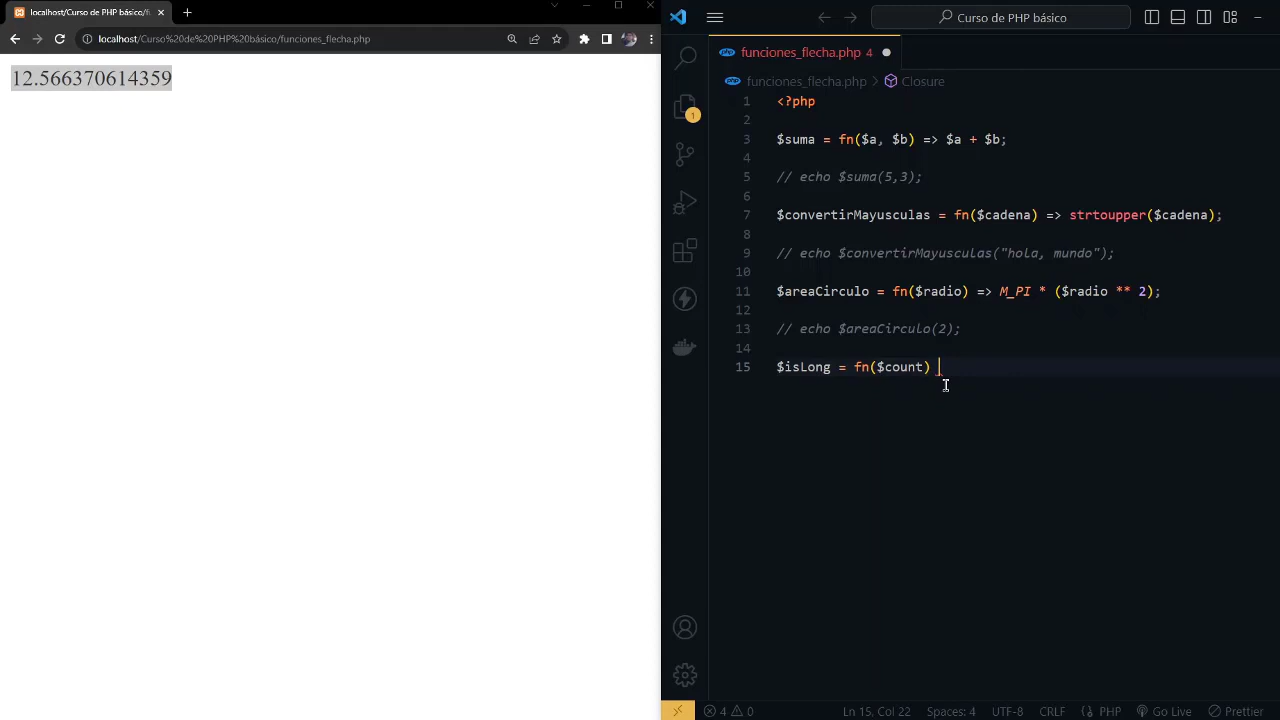 localhost/Curso de PHP básico/fu
localhost/Curso%20de%20PHP%20básico/funciones_flecha.php
12.566370614359
Curso de PHP básico
php funciones_flecha.php 4
php funciones_flecha.php > Closure
1
1 <?php
2
3 $suma = fn($a, $b) => $a + $b;
4
5 // echo $suma(5,3);
6
7 $convertirMayusculas = fn($cadena) => strtoupper($cadena);
8
9 // echo $convertirMayusculas("hola, mundo");
10
11 $areaCirculo = fn($radio) => M_PI * ($radio ** 2);
12
13 // echo $areaCirculo(2);
14
15 $isLong = fn($count)
4 0 Ln 15, Col 22 Spaces: 4 UTF-8 CRLF PHP Go Live Prettier